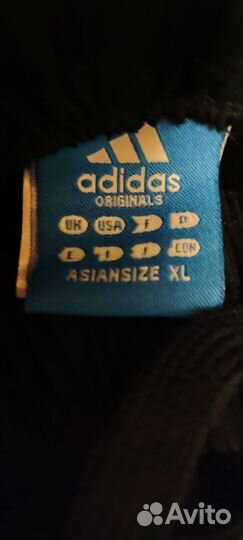 adidas
ORIGINALS
UK USA F D
E I J CDN
ASIANSIZE XL
Avito